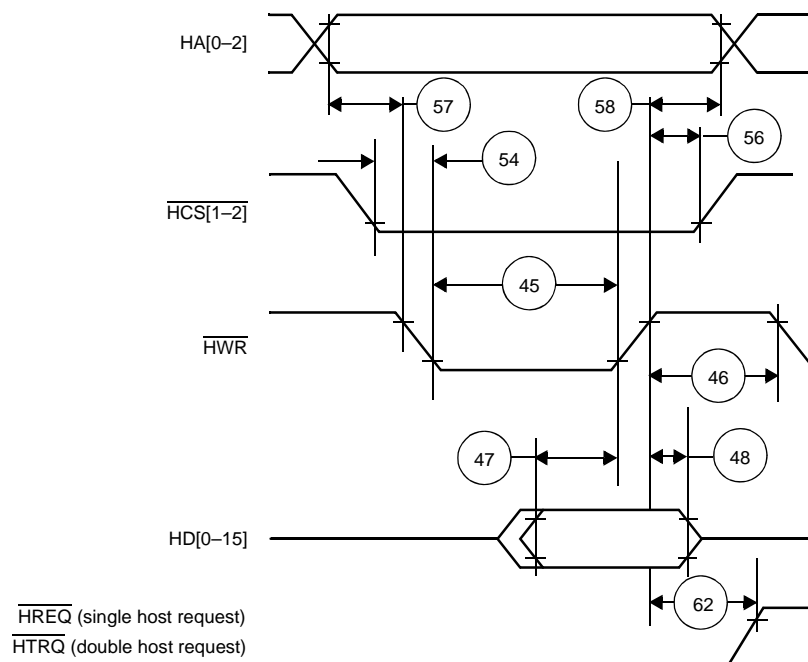 HA[0–2]
57
58
56
54
HCS[1–2]
45
HWR
46
47
48
HD[0–15]
62
HREQ (single host request)
HTRQ (double host request)